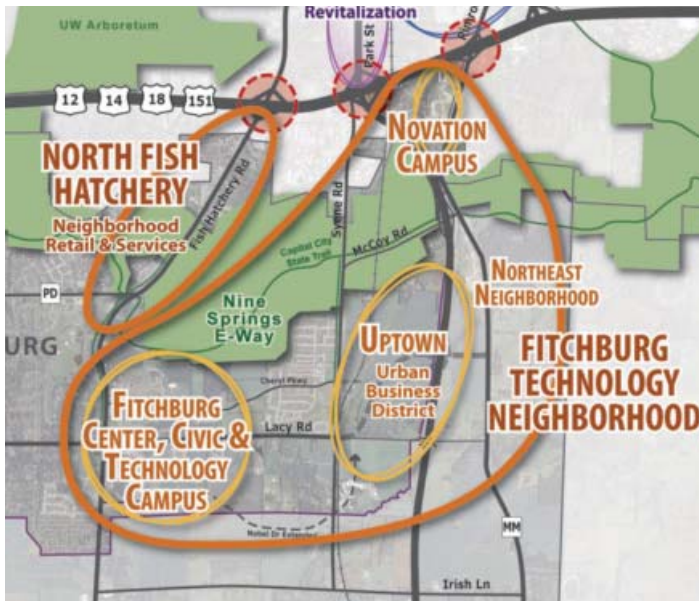 Revitalization
UW Arboretum
Park St
12
14
18
151
NORTH FISH
HATCHERY
Neighborhood
Retail & Services
Fish Hatchery Rd
NOVATION
CAMPUS
Syene Rd
Capital City
State Trail
McCoy Rd
PD
Nine
Springs
E-Way
NORTHEAST
NEIGHBORHOOD
URG
UPTOWN
Urban
Business
District
FITCHBURG
TECHNOLOGY
NEIGHBORHOOD
Cheryl Pkwy
FITCHBURG
CENTER, CIVIC &
TECHNOLOGY
CAMPUS
Lacy Rd
Nobel Dr Extended
MM
Irish Ln